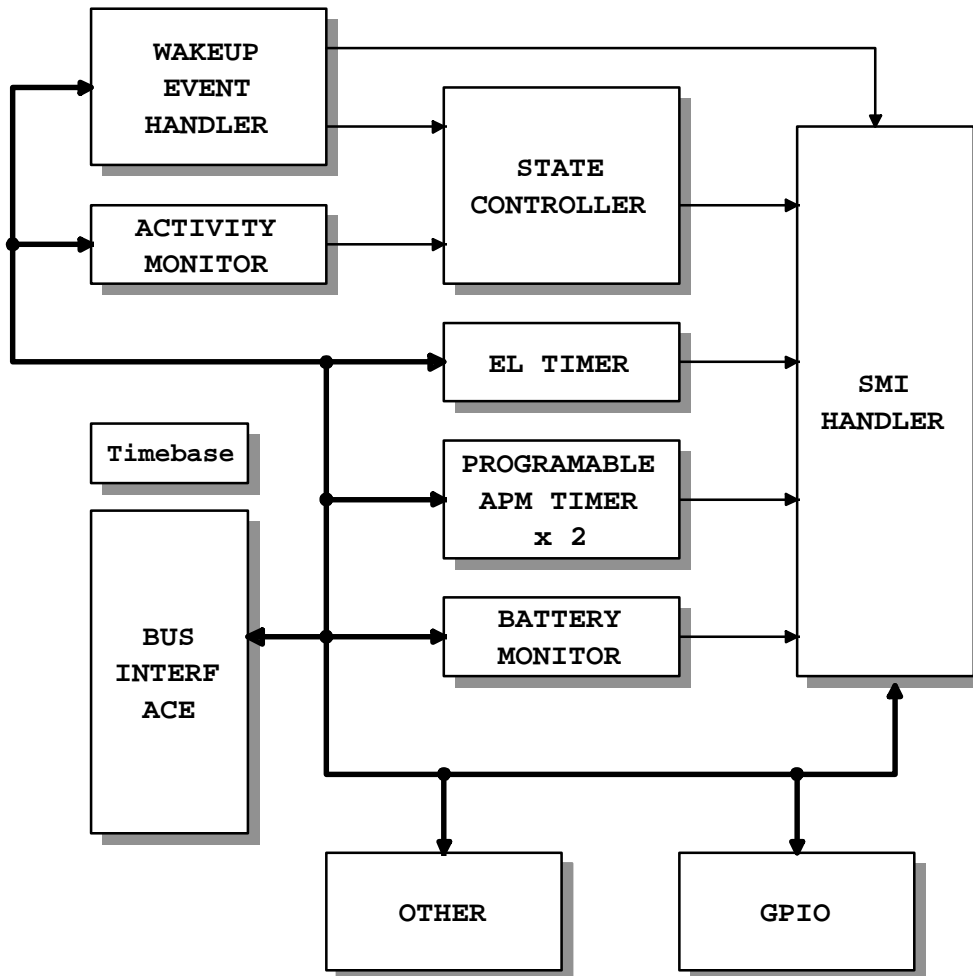 WAKEUP
EVENT
HANDLER
STATE
CONTROLLER
ACTIVITY
MONITOR
EL TIMER
SMI
HANDLER
Timebase
PROGRAMABLE
APM TIMER
x 2
BUS
INTERF
ACE
BATTERY
MONITOR
OTHER
GPIO